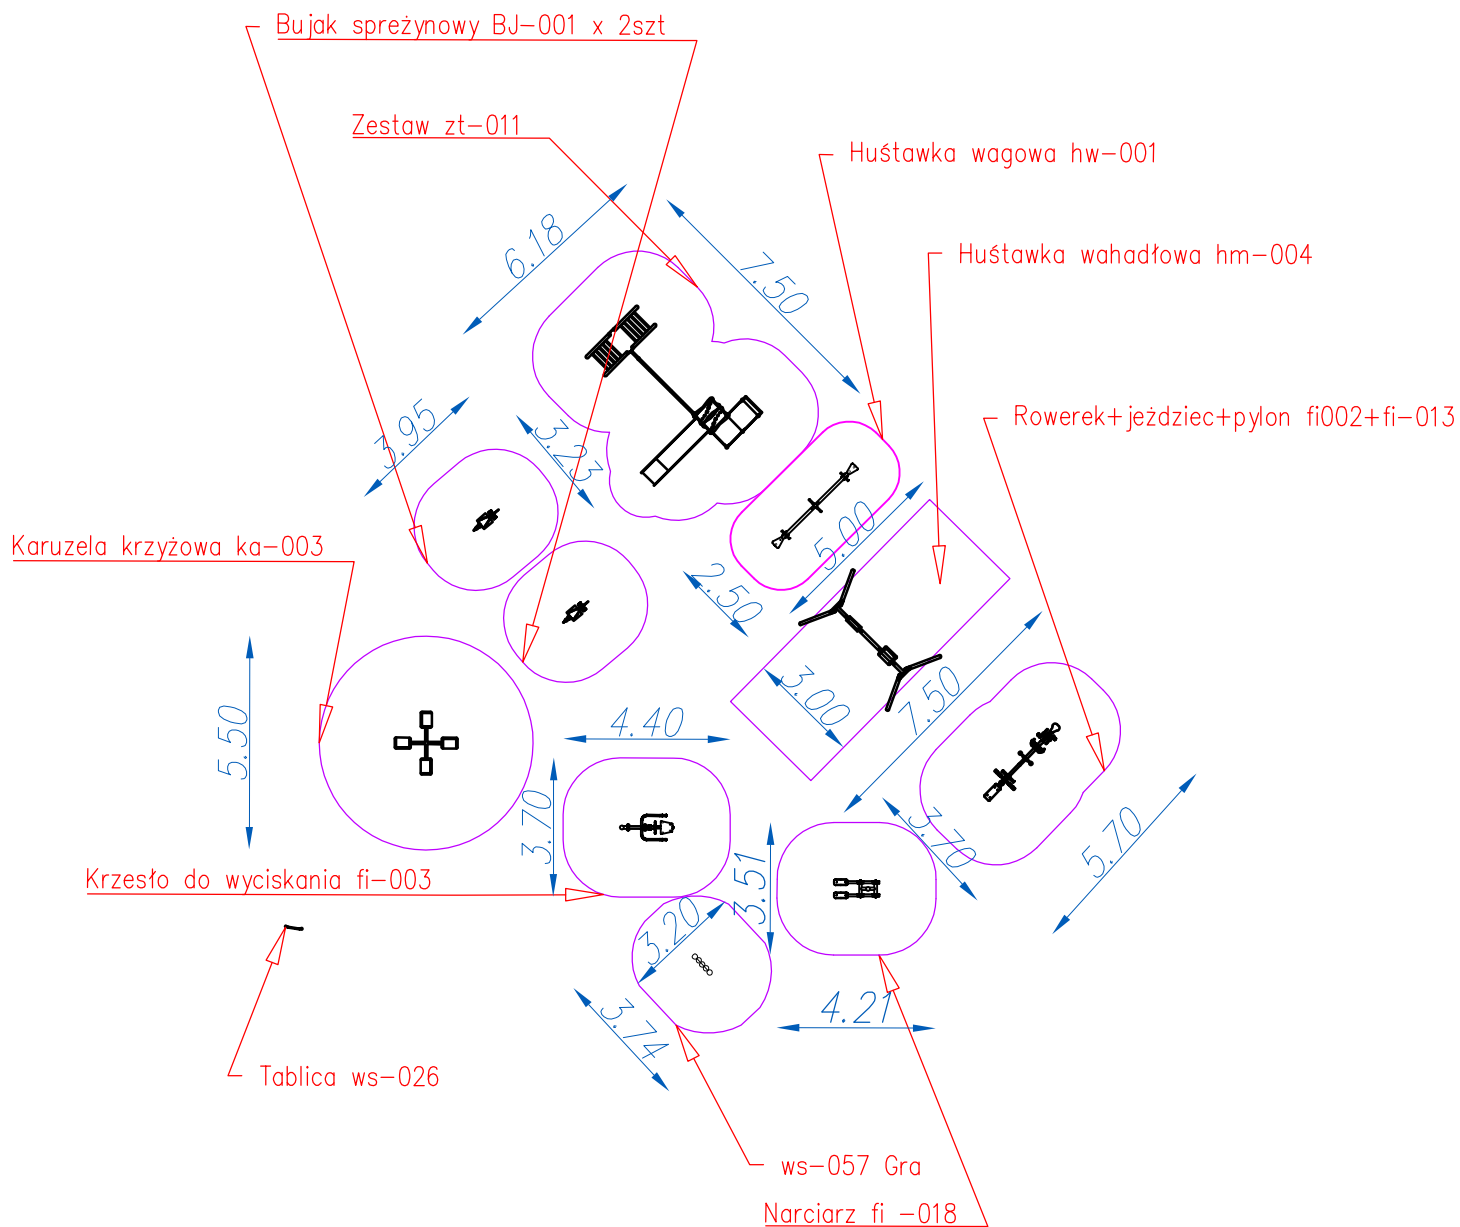 Bujak spreżynowy BJ-001 x 2szt
Zestaw zt-011
Huśtawka wagowa hw-001
6.18
7.50
Huśtawka wahadłowa hm-004
3.95
3.23
Rowerek+jeździec+pylon fi002+fi-013
Karuzela krzyżowa ka-003
5.00
2.50
3.00
7.50
5.50
4.40
3.70
3.70
5.70
3.51
Krzesło do wyciskania fi-003
3.20
4.21
3.74
Tablica ws-026
ws-057 Gra
Narciarz fi -018